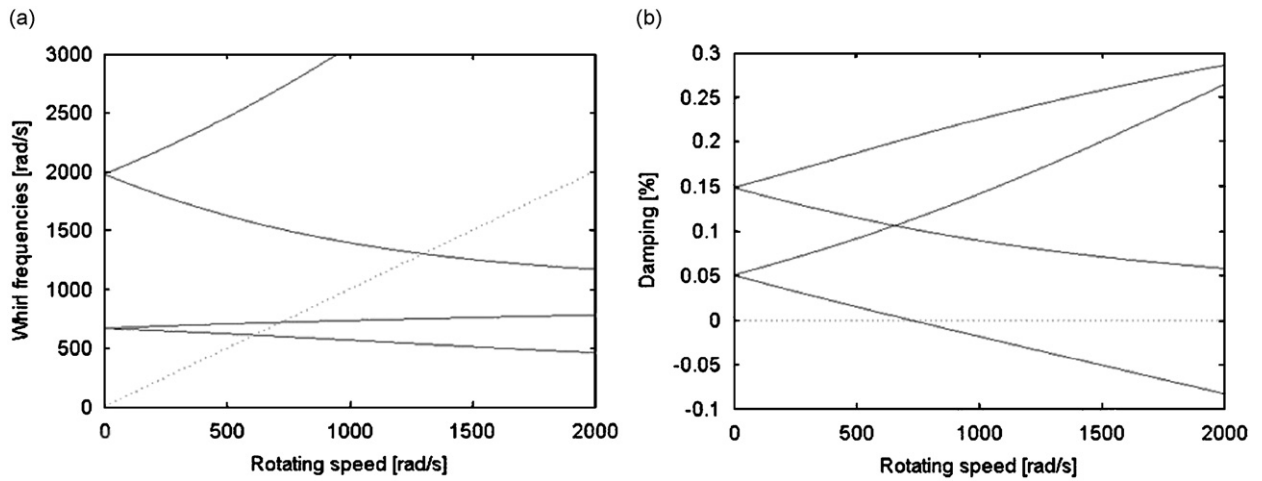 (a)
Whirl frequencies [rad/s]
3000
2500
2000
1500
1000
500
0
0 500 1000 1500 2000
Rotating speed [rad/s]
(b)
Damping [%]
0.3
0.25
0.2
0.15
0.1
0.05
0
-0.05
-0.1
0 500 1000 1500 2000
Rotating speed [rad/s]